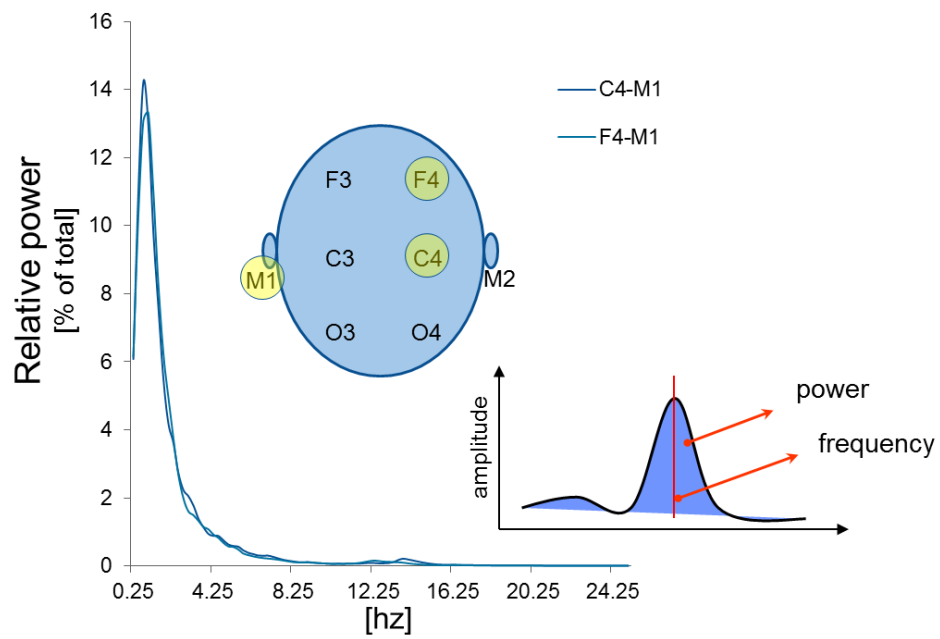 Relative power
[% of total]
16
14
12
10
8
6
4
2
0
0.25
4.25
8.25
12.25
16.25
20.25
24.25
[hz]
C4-M1
F4-M1
F3
F4
C3
C4
M1
M2
O3
O4
amplitude
power
frequency